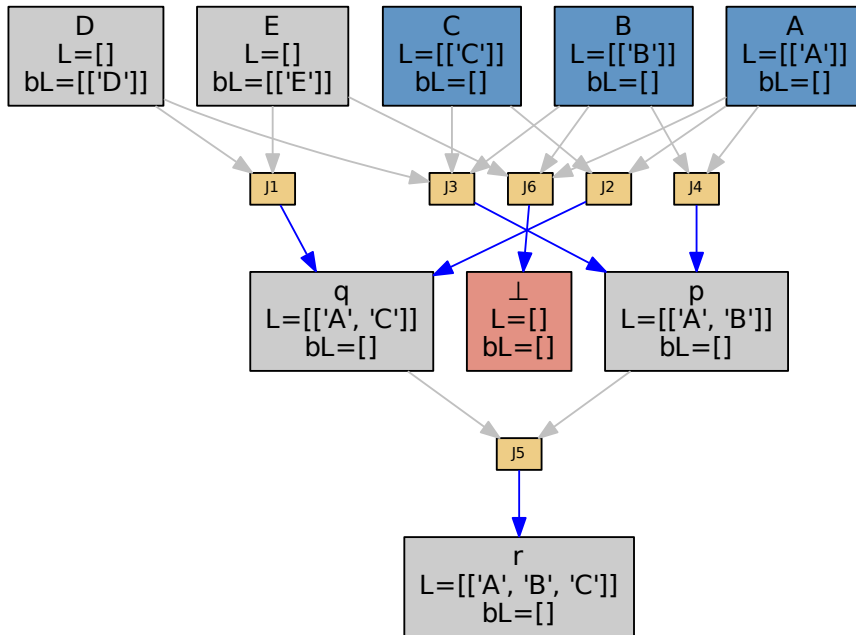 D
L=[]
bL=[['D']]
E
L=[]
bL=[['E']]
C
L=[['C']]
bL=[]
B
L=[['B']]
bL=[]
A
L=[['A']]
bL=[]
J1
J3
J6
J2
J4
q
L=[['A', 'C']]
bL=[]
⊥
L=[]
bL=[]
p
L=[['A', 'B']]
bL=[]
J5
r
L=[['A', 'B', 'C']]
bL=[]